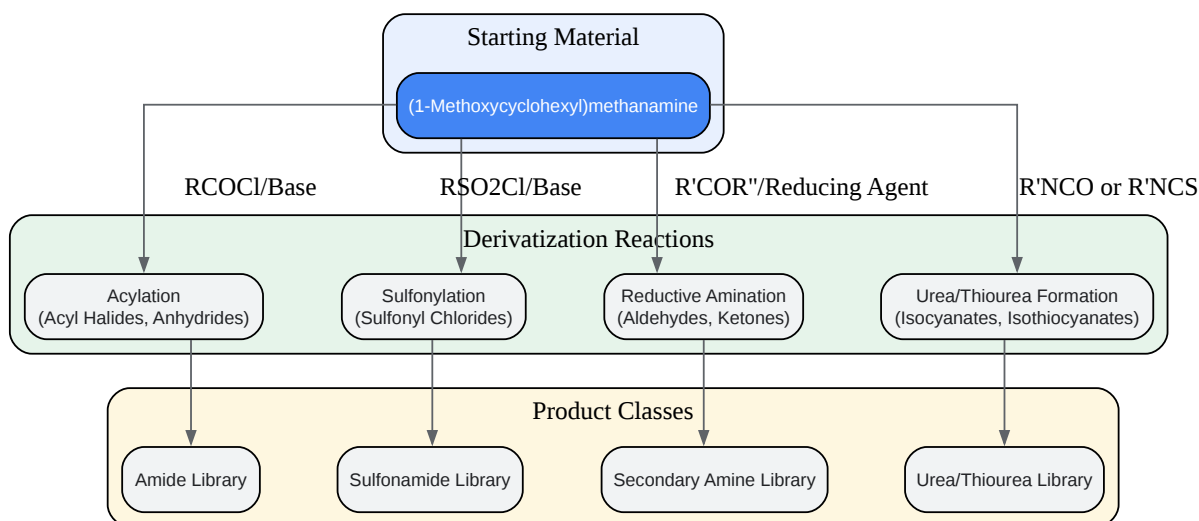 Starting Material
(1-Methoxycyclohexyl)methanamine
RCOCl/Base
RSO2Cl/Base
R'COR"/Reducing Agent
R'NCO or R'NCS
Derivatization Reactions
Acylation
(Acyl Halides, Anhydrides)
Sulfonylation
(Sulfonyl Chlorides)
Reductive Amination
(Aldehydes, Ketones)
Urea/Thiourea Formation
(Isocyanates, Isothiocyanates)
Product Classes
Amide Library
Sulfonamide Library
Secondary Amine Library
Urea/Thiourea Library